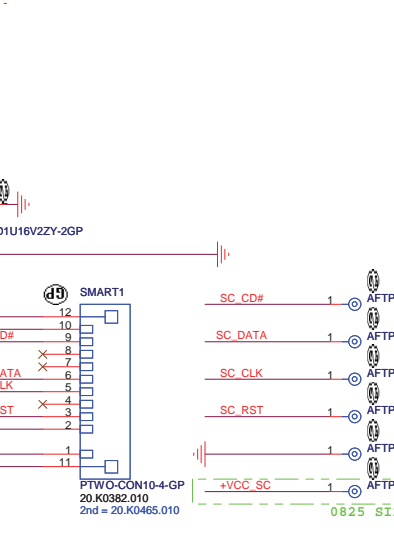 01U16V2ZY-2GP
SMART1
12
10
D#
9
8
7
ATA
6
LK
5
4
ST
3
2
1
11
PTWO-CON10-4-GP
20.K0382.010
2nd = 20.K0465.010
SC_CD#
1
AFTP
SC_DATA
1
AFTP
SC_CLK
1
AFTP
SC_RST
1
AFTP
1
AFTP
+VCC_SC
1
AFTP
0825 SI